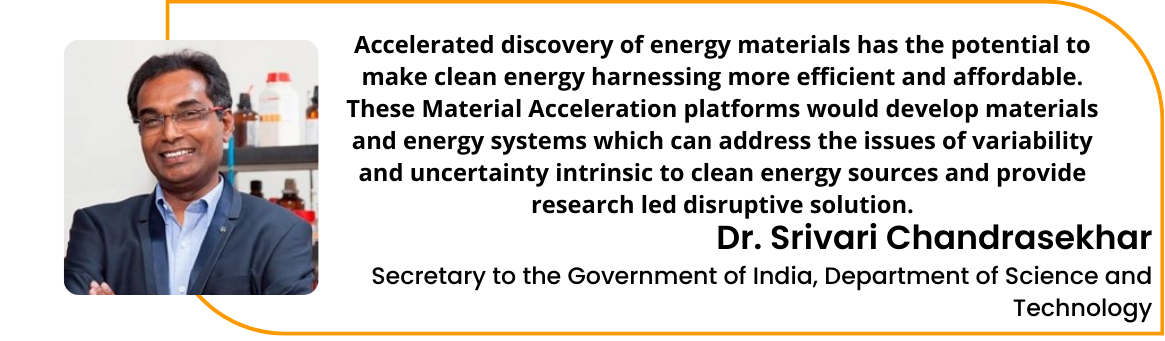 Accelerated discovery of energy materials has the potential to
make clean energy harnessing more efficient and affordable.
These Material Acceleration platforms would develop materials
and energy systems which can address the issues of variability
and uncertainty intrinsic to clean energy sources and provide
research led disruptive solution.
Dr. Srivari Chandrasekhar
Secretary to the Government of India, Department of Science and
Technology